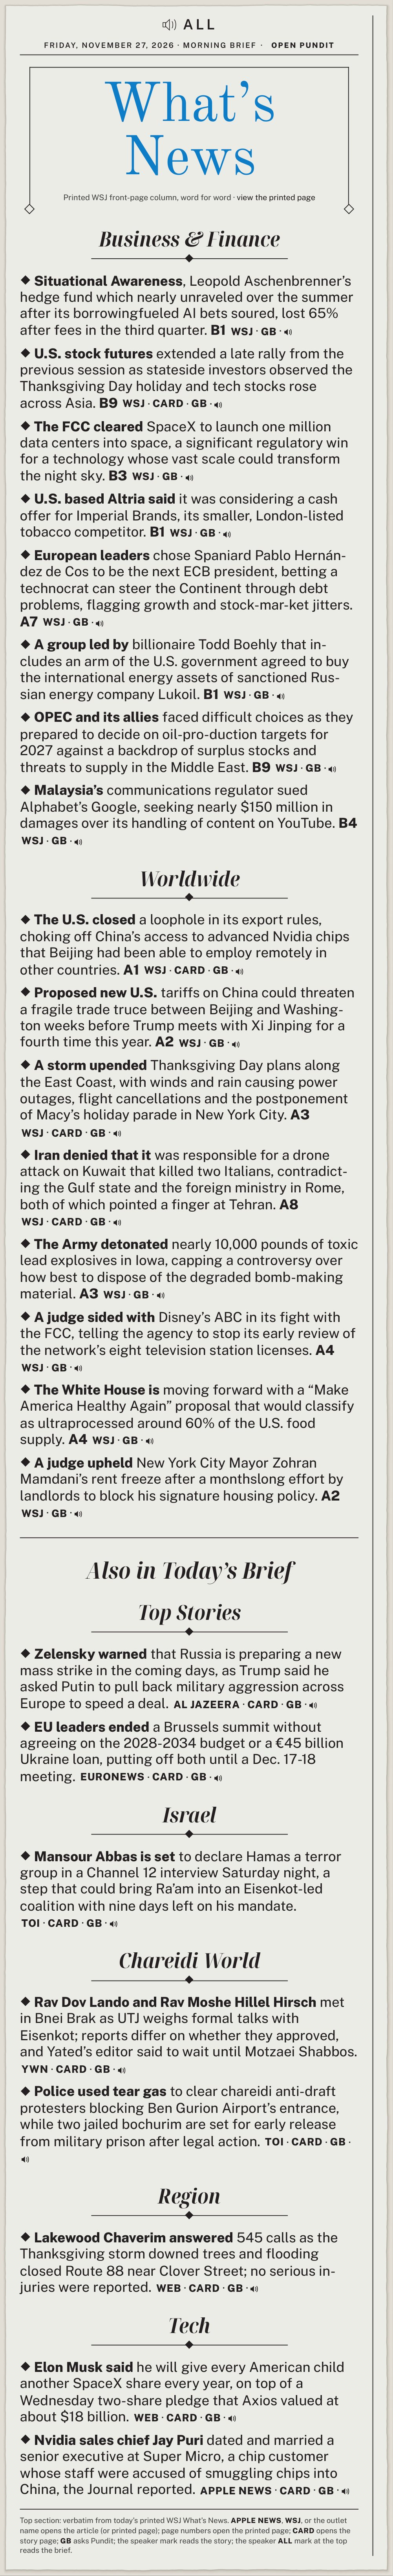 ALL
FRIDAY, NOVEMBER 27, 2026 · MORNING BRIEF · OPEN PUNDIT
What's
News
Printed WSJ front-page column, word for word · view the printed page
Business & Finance
◆ Situational Awareness, Leopold Aschenbrenner's
hedge fund which nearly unraveled over the summer
after its borrowingfueled AI bets soured, lost 65%
after fees in the third quarter. B1 WSJ · GB ·
◆ U.S. stock futures extended a late rally from the
previous session as stateside investors observed the
Thanksgiving Day holiday and tech stocks rose
across Asia. B9 WSJ · CARD · GB ·
◆ The FCC cleared SpaceX to launch one million
data centers into space, a significant regulatory win
for a technology whose vast scale could transform
the night sky. B3 WSJ · GB ·
◆ U.S. based Altria said it was considering a cash
offer for Imperial Brands, its smaller, London-listed
tobacco competitor. B1 WSJ · GB ·
◆ European leaders chose Spaniard Pablo Hernán-
dez de Cos to be the next ECB president, betting a
technocrat can steer the Continent through debt
problems, flagging growth and stock-mar-ket jitters.
A7 WSJ · GB ·
◆ A group led by billionaire Todd Boehly that in-
cludes an arm of the U.S. government agreed to buy
the international energy assets of sanctioned Rus-
sian energy company Lukoil. B1 WSJ · GB ·
◆ OPEC and its allies faced difficult choices as they
prepared to decide on oil-pro-duction targets for
2027 against a backdrop of surplus stocks and
threats to supply in the Middle East. B9 WSJ · GB ·
◆ Malaysia's communications regulator sued
Alphabet's Google, seeking nearly $150 million in
damages over its handling of content on YouTube. B4
WSJ · GB ·
Worldwide
◆ The U.S. closed a loophole in its export rules,
choking off China's access to advanced Nvidia chips
that Beijing had been able to employ remotely in
other countries. A1 WSJ · CARD · GB ·
◆ Proposed new U.S. tariffs on China could threaten
a fragile trade truce between Beijing and Washing-
ton weeks before Trump meets with Xi Jinping for a
fourth time this year. A2 WSJ · GB ·
◆ A storm upended Thanksgiving Day plans along
the East Coast, with winds and rain causing power
outages, flight cancellations and the postponement
of Macy's holiday parade in New York City. A3
WSJ · CARD · GB ·
◆ Iran denied that it was responsible for a drone
attack on Kuwait that killed two Italians, contradict-
ing the Gulf state and the foreign ministry in Rome,
both of which pointed a finger at Tehran. A8
WSJ · CARD · GB ·
◆ The Army detonated nearly 10,000 pounds of toxic
lead explosives in Iowa, capping a controversy over
how best to dispose of the degraded bomb-making
material. A3 WSJ · GB ·
◆ A judge sided with Disney's ABC in its fight with
the FCC, telling the agency to stop its early review of
the network's eight television station licenses. A4
WSJ · GB ·
◆ The White House is moving forward with a “Make
America Healthy Again” proposal that would classify
as ultraprocessed around 60% of the U.S. food
supply. A4 WSJ · GB ·
◆ A judge upheld New York City Mayor Zohran
Mamdani's rent freeze after a monthslong effort by
landlords to block his signature housing policy. A2
WSJ · GB ·
Also in Today's Brief
Top Stories
◆ Zelensky warned that Russia is preparing a new
mass strike in the coming days, as Trump said he
asked Putin to pull back military aggression across
Europe to speed a deal. AL JAZEERA · CARD · GB ·
◆ EU leaders ended a Brussels summit without
agreeing on the 2028-2034 budget or a €45 billion
Ukraine loan, putting off both until a Dec. 17-18
meeting. EURONEWS · CARD · GB ·
Israel
◆ Mansour Abbas is set to declare Hamas a terror
group in a Channel 12 interview Saturday night, a
step that could bring Ra'am into an Eisenkot-led
coalition with nine days left on his mandate.
TOI · CARD · GB ·
Chareidi World
◆ Rav Dov Lando and Rav Moshe Hillel Hirsch met
in Bnei Brak as UTJ weighs formal talks with
Eisenkot; reports differ on whether they approved,
and Yated's editor said to wait until Motzaei Shabbos.
YWN · CARD · GB ·
◆ Police used tear gas to clear chareidi anti-draft
protesters blocking Ben Gurion Airport's entrance,
while two jailed bochurim are set for early release
from military prison after legal action. TOI · CARD · GB ·
Region
◆ Lakewood Chaverim answered 545 calls as the
Thanksgiving storm downed trees and flooding
closed Route 88 near Clover Street; no serious in-
juries were reported. WEB · CARD · GB ·
Tech
◆ Elon Musk said he will give every American child
another SpaceX share every year, on top of a
Wednesday two-share pledge that Axios valued at
about $18 billion. WEB · CARD · GB ·
◆ Nvidia sales chief Jay Puri dated and married a
senior executive at Super Micro, a chip customer
whose staff were accused of smuggling chips into
China, the Journal reported. APPLE NEWS · CARD · GB ·
Top section: verbatim from today's printed WSJ What's News. APPLE NEWS, WSJ, or the outlet
name opens the article (or printed page); page numbers open the printed page; CARD opens the
story page; GB asks Pundit; the speaker mark reads the story; the speaker ALL mark at the top
reads the brief.